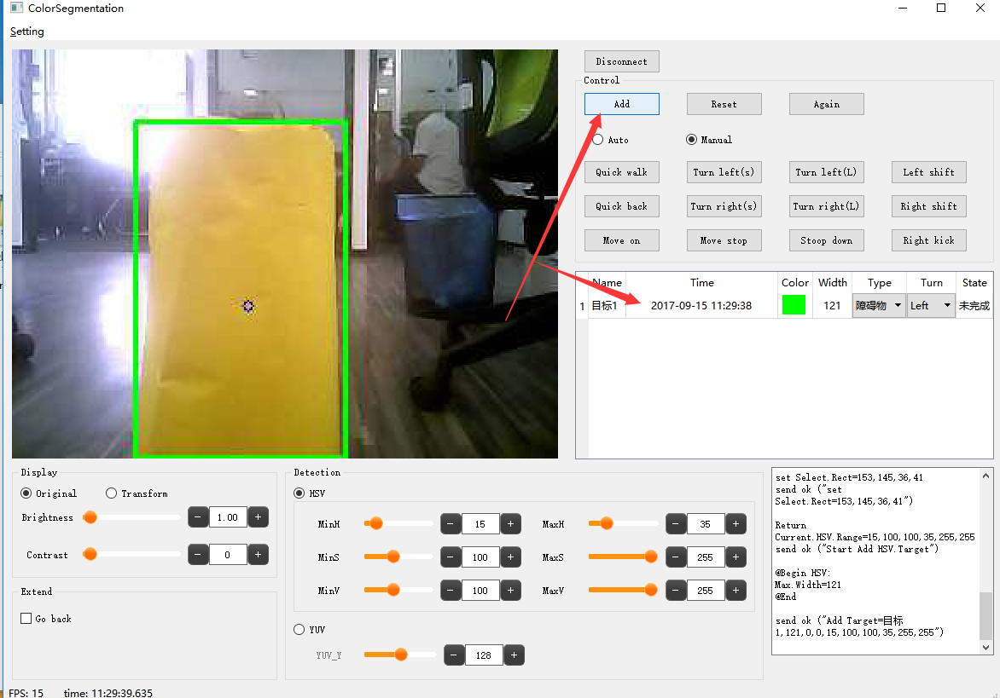 ColorSegmentation
Setting
Disconnect
Control
Add Reset Again
Auto Manual
Quick walk Turn left(s) Turn left(L) Left shift
Quick back Turn right(s) Turn right(L) Right shift
Move on Move stop Stoop down Right kick
Name Time Color Width Type Turn State
1 目标1 2017-09-15 11:29:38 121 障碍物 Left 未完成
Display
Original Transform
Brightness 1.00
Contrast 0
Extend
Go back
Detection
HSV
MinH 15 MaxH 35
MinS 100 MaxS 255
MinV 100 MaxV 255
YUV
YUV_Y 128
set Select.Rect=153,145,36,41
send ok ("set
Select.Rect=153,145,36,41")
Return
Current.HSV.Range=15,100,100,35,255,255
send ok ("Start Add HSV.Target")
@Begin HSV:
Max.Width=121
@End
send ok ("Add Target=目标
1,121,0,0,15,100,100,35,255,255")
FPS: 15 time: 11:29:39.635